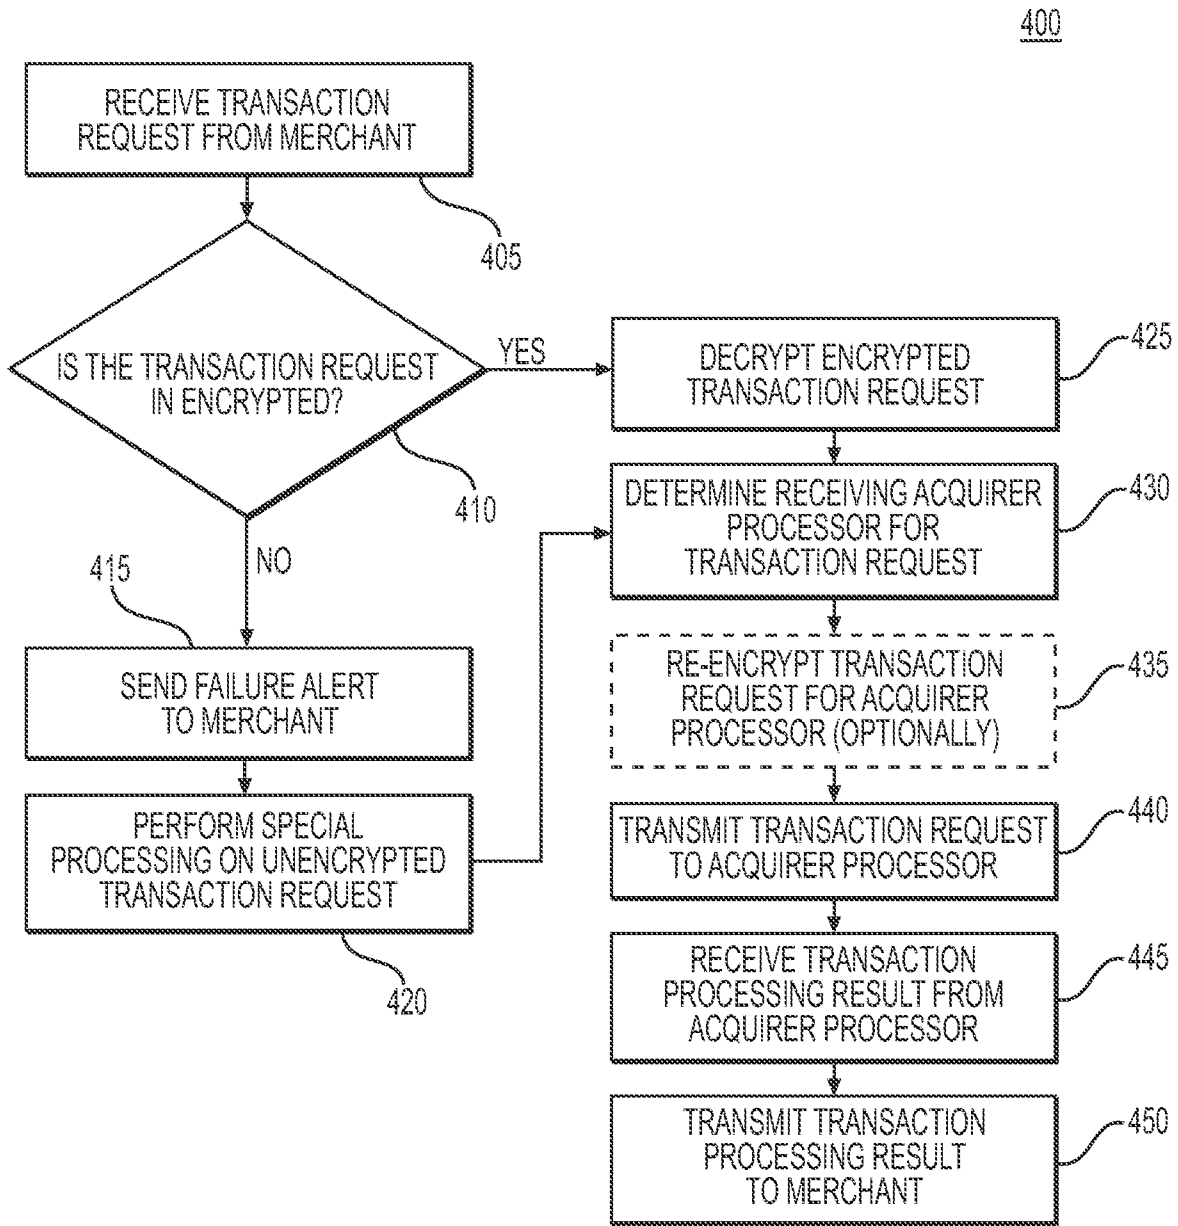 400
RECEIVE TRANSACTION
REQUEST FROM MERCHANT
405
IS THE TRANSACTION REQUEST
IN ENCRYPTED?
410
YES
NO
415
SEND FAILURE ALERT
TO MERCHANT
PERFORM SPECIAL
PROCESSING ON UNENCRYPTED
TRANSACTION REQUEST
420
DECRYPT ENCRYPTED
TRANSACTION REQUEST
425
DETERMINE RECEIVING ACQUIRER
PROCESSOR FOR
TRANSACTION REQUEST
430
RE-ENCRYPT TRANSACTION
REQUEST FOR ACQUIRER
PROCESSOR (OPTIONALLY)
435
TRANSMIT TRANSACTION REQUEST
TO ACQUIRER PROCESSOR
440
RECEIVE TRANSACTION
PROCESSING RESULT FROM
ACQUIRER PROCESSOR
445
TRANSMIT TRANSACTION
PROCESSING RESULT
TO MERCHANT
450